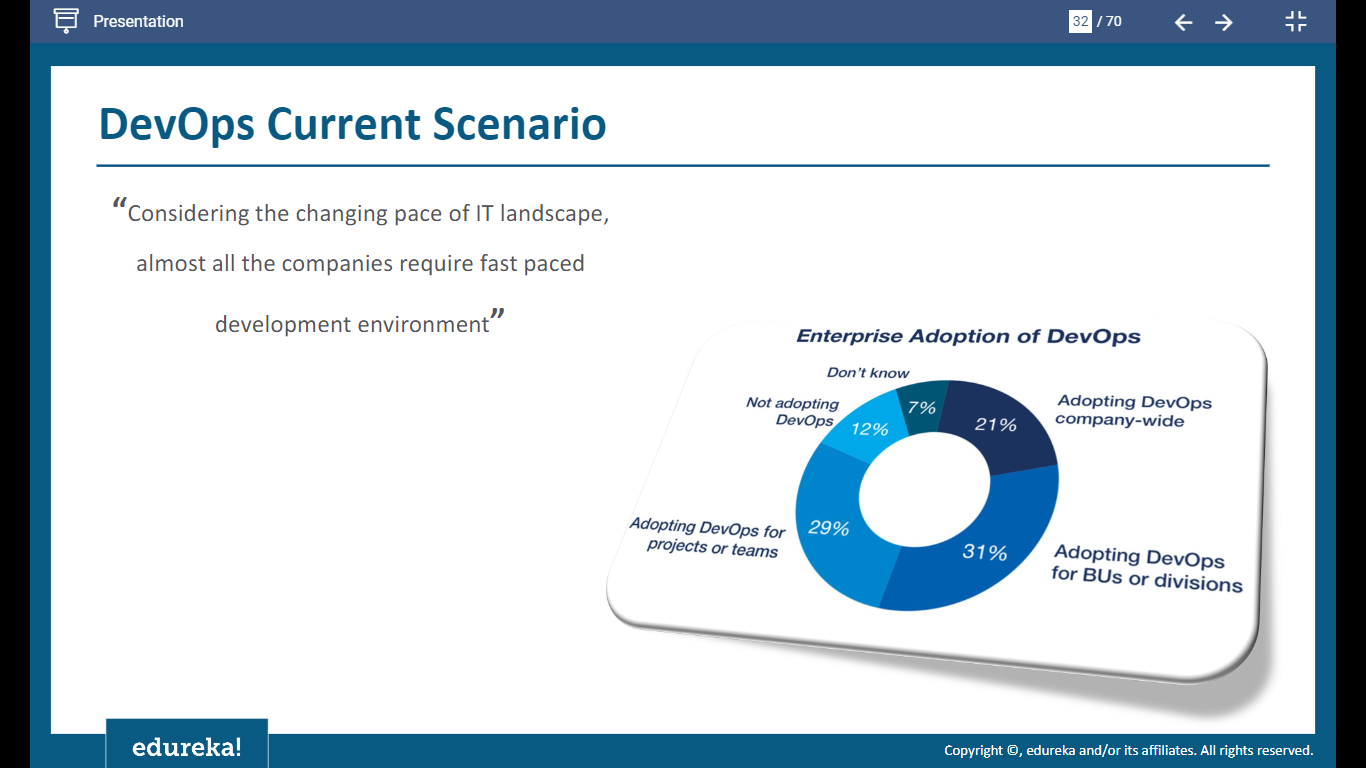 Presentation
32 / 70
DevOps Current Scenario
“Considering the changing pace of IT landscape,
almost all the companies require fast paced
development environment”
Enterprise Adoption of DevOps
Don’t know
7%
Adopting DevOps
company-wide
21%
Not adopting
DevOps
12%
Adopting DevOps for
projects or teams
29%
31%
Adopting DevOps
for BUs or divisions
edureka!
Copyright ©, edureka and/or its affiliates. All rights reserved.